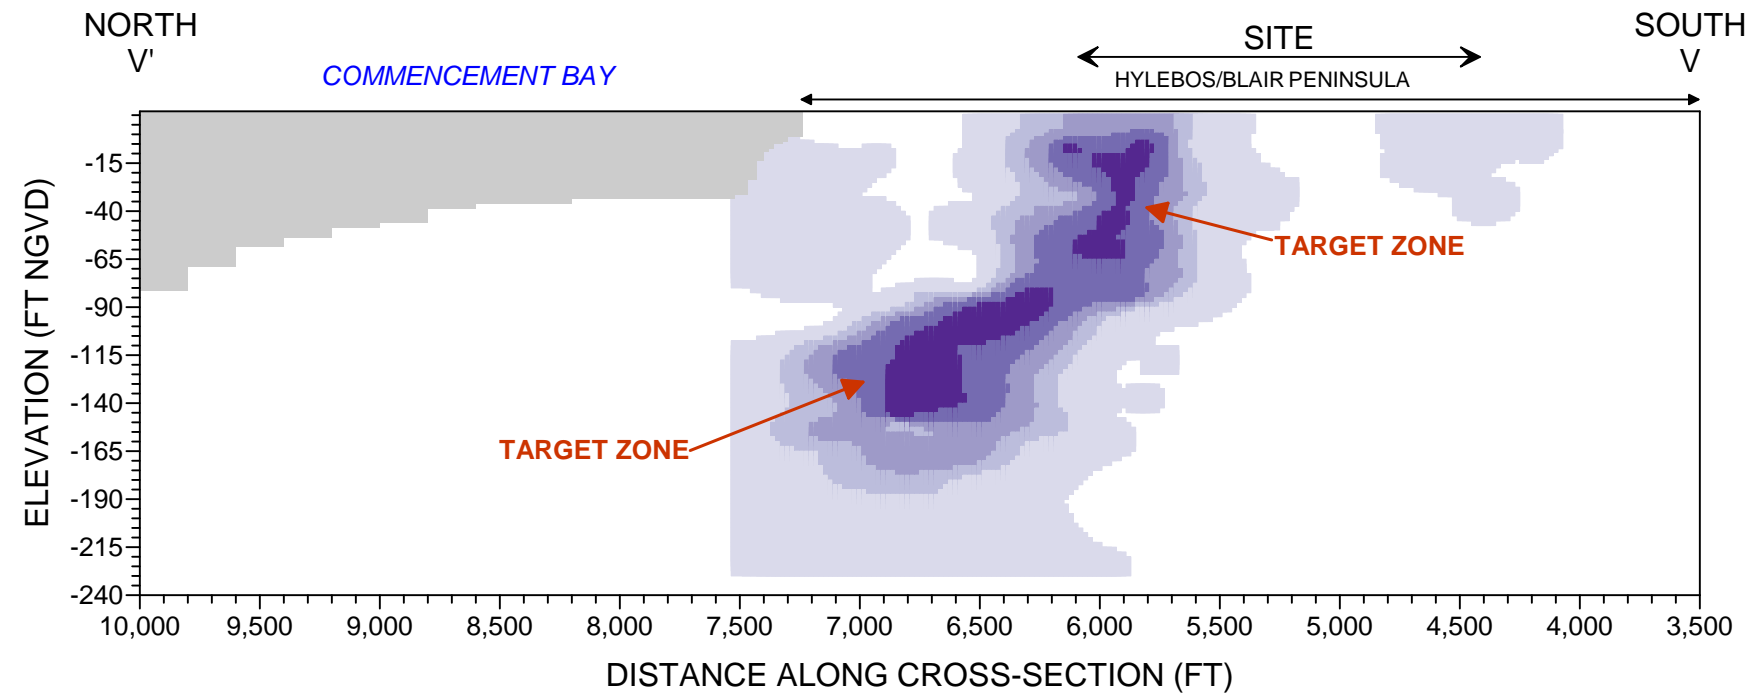 NORTH
V'
COMMENCEMENT BAY
SITE
HYLEBOS/BLAIR PENINSULA
SOUTH
V
ELEVATION (FT NGVD)
-15
-40
-65
-90
-115
-140
-165
-190
-215
-240
TARGET ZONE
TARGET ZONE
10,000
9,500
9,000
8,500
8,000
7,500
7,000
6,500
6,000
5,500
5,000
4,500
4,000
3,500
DISTANCE ALONG CROSS-SECTION (FT)